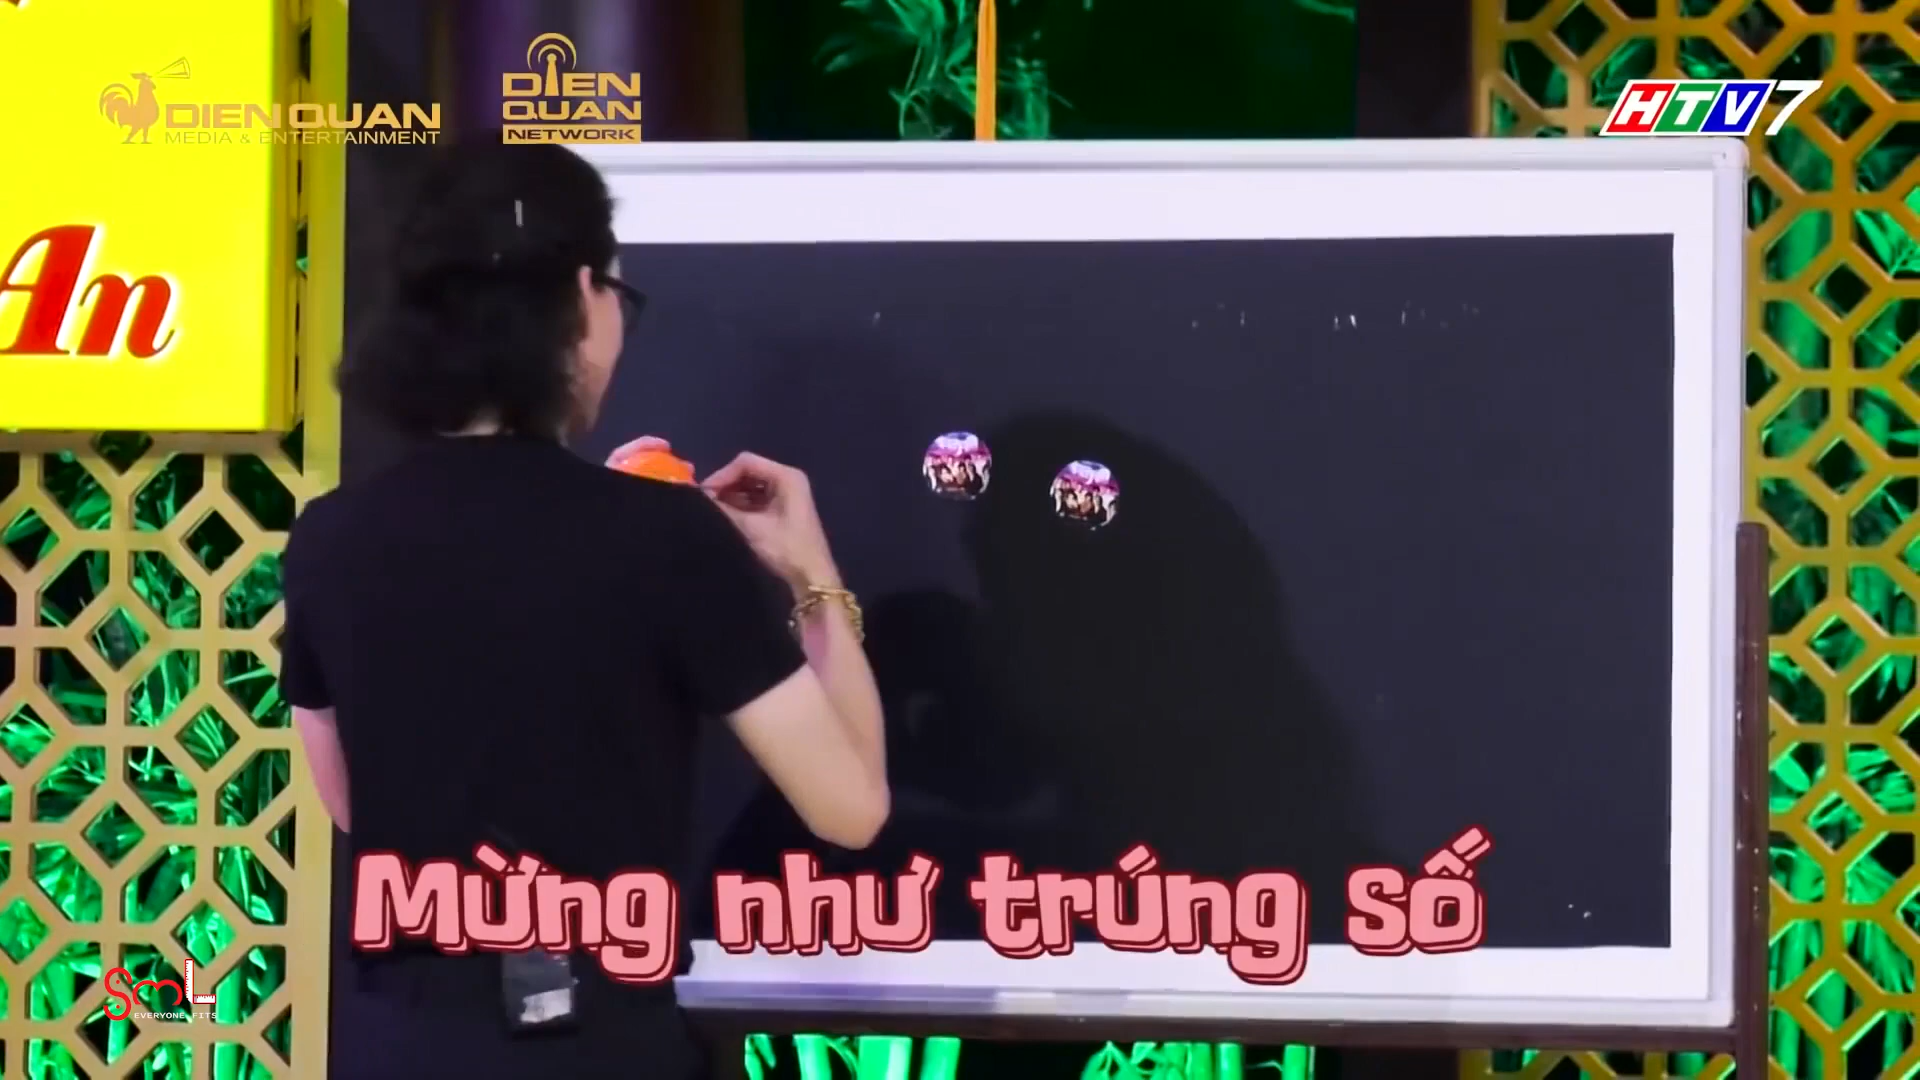 DIEN QUAN
MEDIA & ENTERTAINMENT
DIEN
QUAN
NETWORK
HTV7
An
Mừng như trúng số
SML
EVERYONE FITS